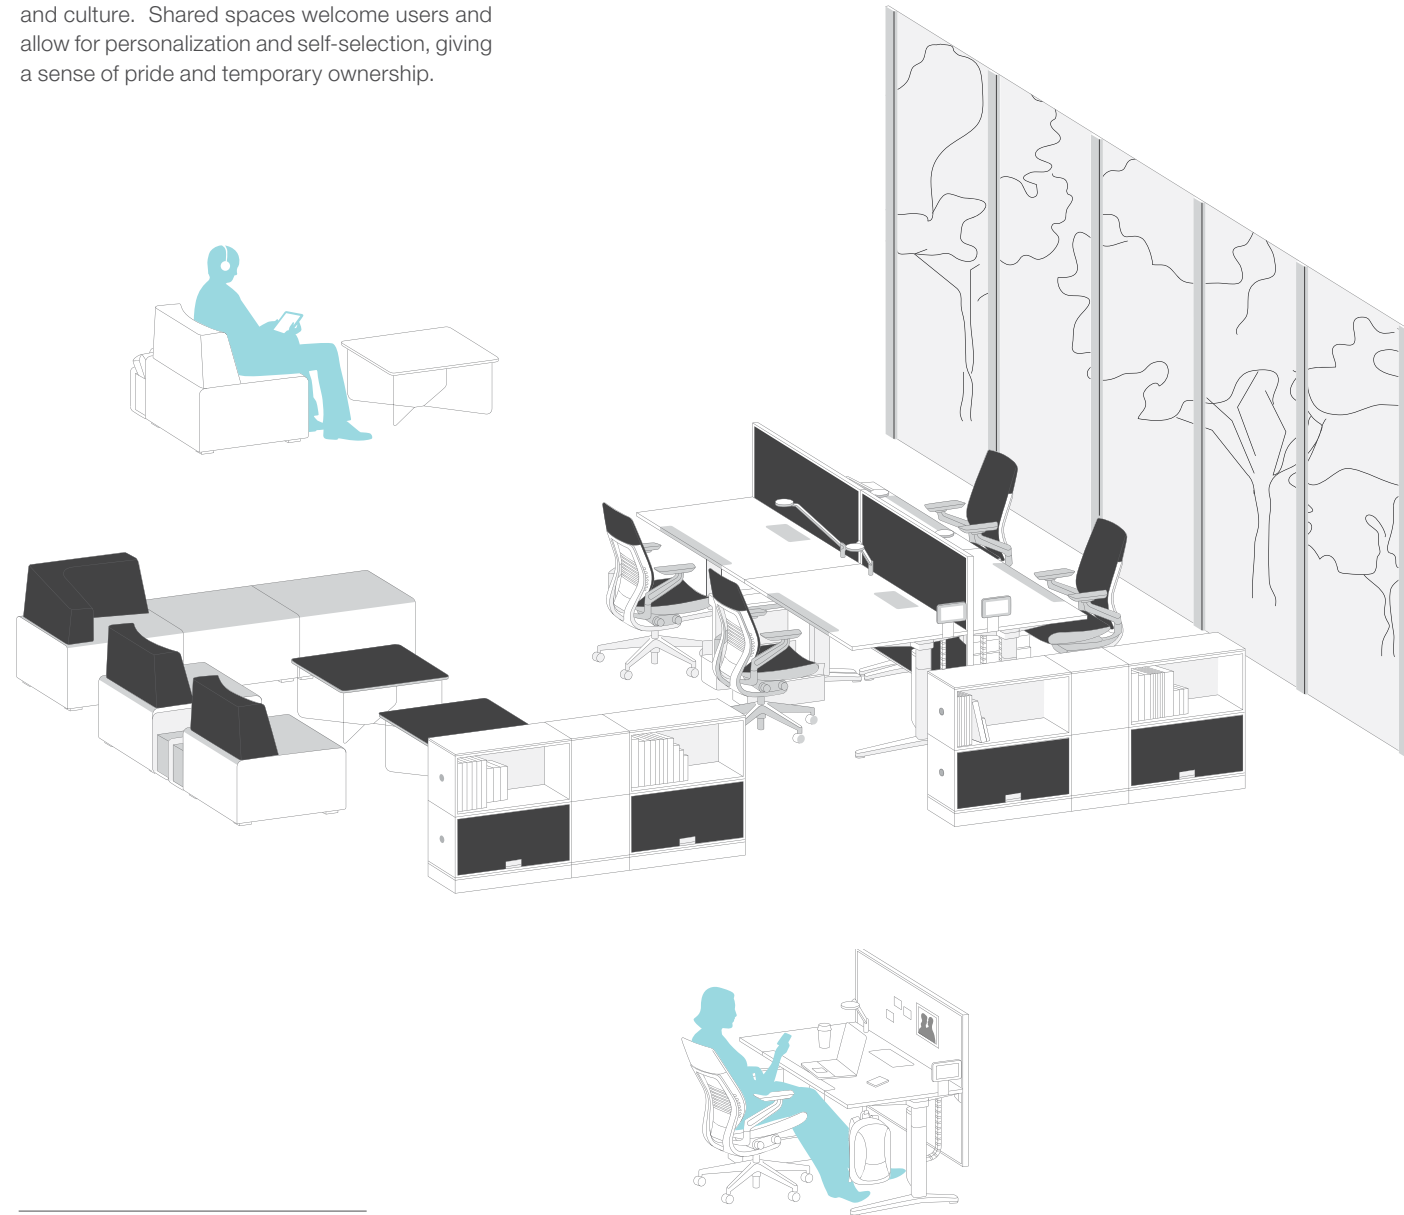 and culture.  Shared spaces welcome users and
allow for personalization and self-selection, giving
a sense of pride and temporary ownership.